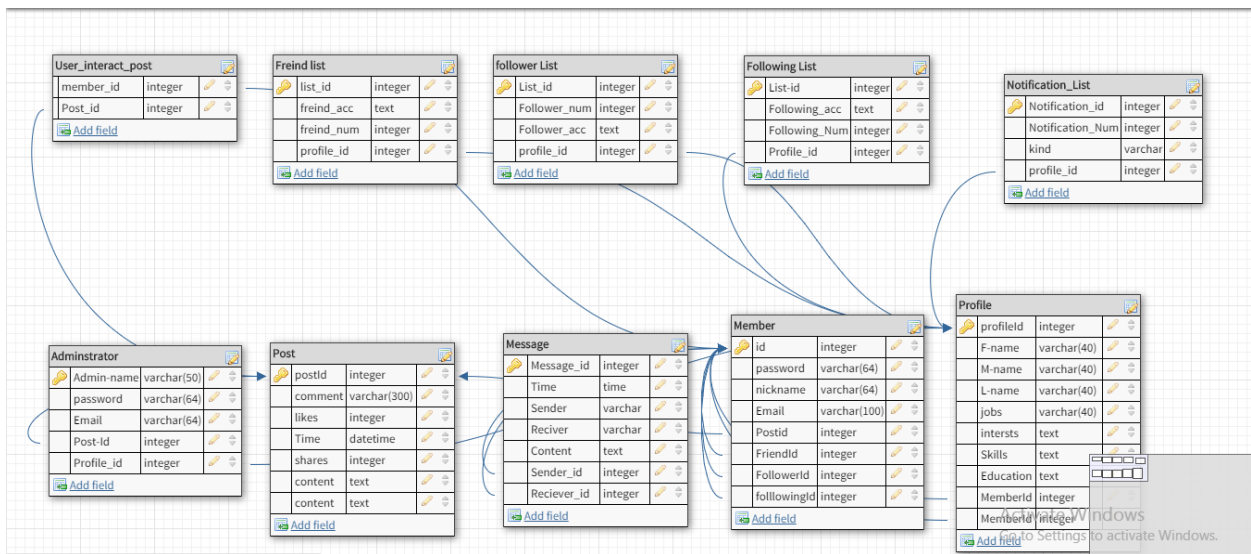 User_interact_post
member_id integer
Post_id integer
Add field
Freind list
list_id integer
freind_acc text
freind_num integer
profile_id integer
Add field
follower List
List_id integer
Follower_num integer
Follower_acc text
profile_id integer
Add field
Following List
List-id integer
Following_acc text
Following_Num integer
Profile_id integer
Add field
Notification_List
Notification_id integer
Notification_Num integer
kind varchar
profile_id integer
Add field
Adminstrator
Admin-name varchar(50)
password varchar(64)
Email varchar(64)
Post-Id integer
Profile_id integer
Add field
Post
postId integer
comment varchar(300)
likes integer
Time datetime
shares integer
content text
content text
Add field
Message
Message_id integer
Time time
Sender varchar
Reciver varchar
Content text
Sender_id integer
Reciever_id integer
Add field
Member
id integer
password varchar(64)
nickname varchar(64)
Email varchar(100)
Postid integer
FriendId integer
FollowerId integer
folllowingId integer
Add field
Profile
profileId integer
F-name varchar(40)
M-name varchar(40)
L-name varchar(40)
jobs varchar(40)
intersts text
Skills text
Education text
MemberId integer
MemberId integer
Add field
Activate Windows
Go to Settings to activate Windows.